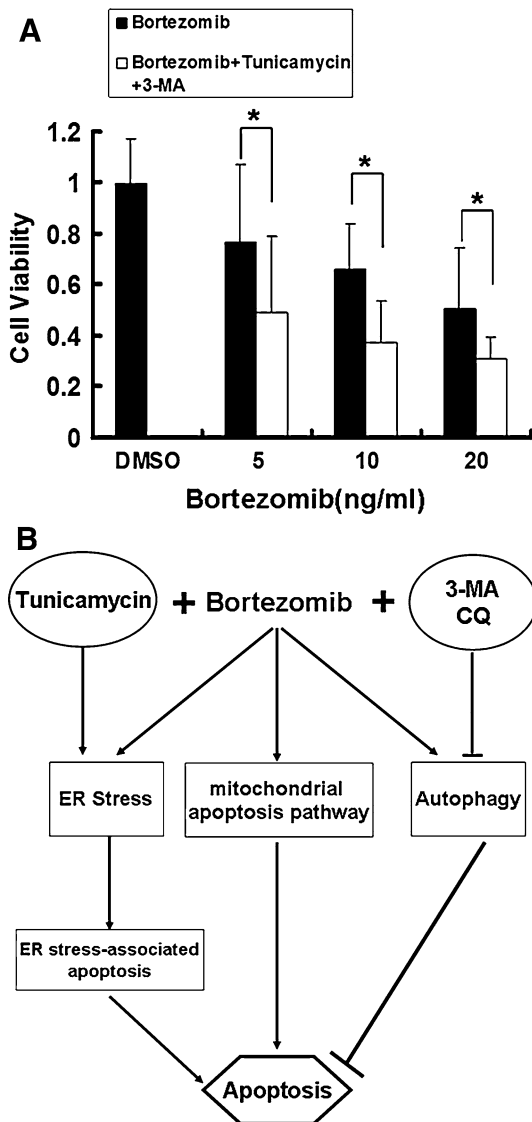 A
Bortezomib
Bortezomib+Tunicamycin
+3-MA
1.2
1
0.8
0.6
0.4
0.2
0
Cell Viability
*
*
*
DMSO 5 10 20
Bortezomib(ng/ml)
B
Tunicamycin + Bortezomib + 3-MA
CQ
ER Stress
mitochondrial
apoptosis pathway
Autophagy
ER stress-associated
apoptosis
Apoptosis